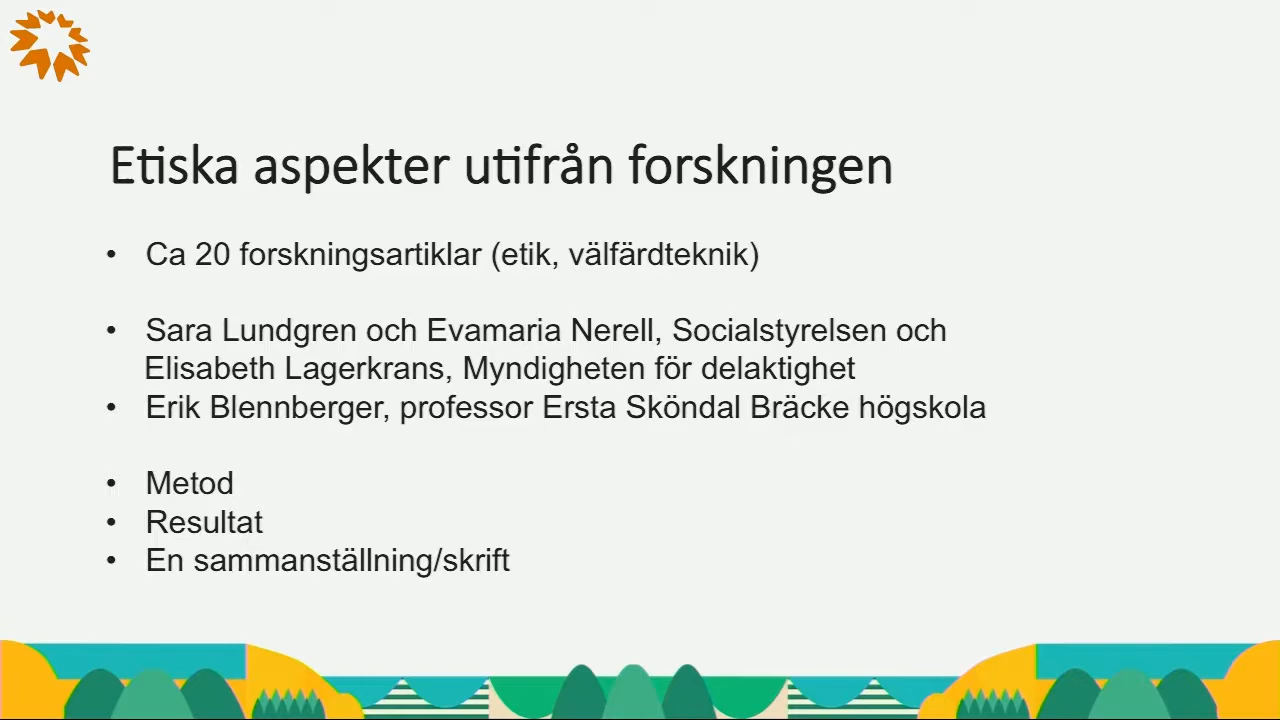 Etiska aspekter utifrån forskningen
• Ca 20 forskningsartiklar (etik, välfärdteknik)
• Sara Lundgren och Evamaria Nerell, Socialstyrelsen och
Elisabeth Lagerkrans, Myndigheten för delaktighet
• Erik Blennberger, professor Ersta Sköndal Bräcke högskola
• Metod
• Resultat
• En sammanställning/skrift